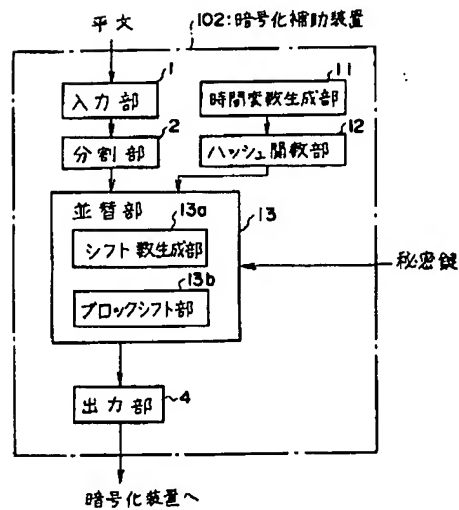 平文
102:暗号化補助装置
1
入力部
11
時間変数生成部
2
分割部
12
ハッシュ関数部
並替部
13a
13
シフト数生成部
秘密鍵
13b
ブロックシフト部
出力部
4
暗号化装置へ